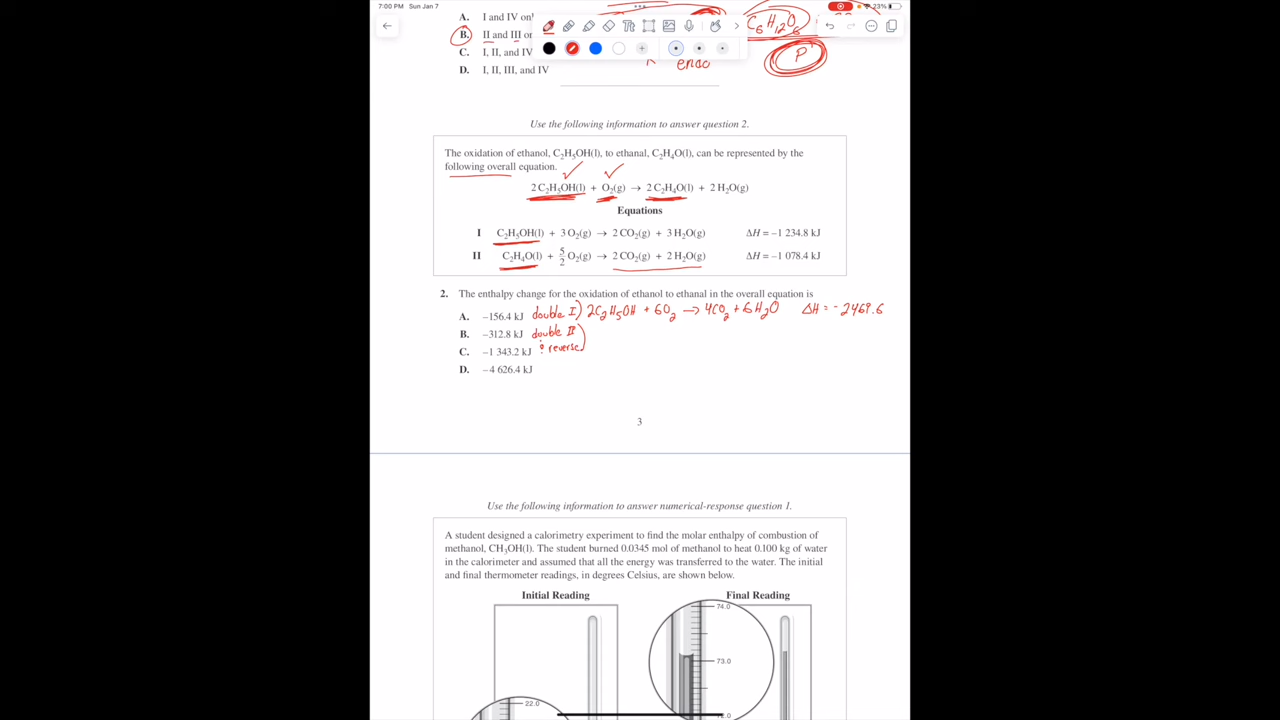 7:00 PM Sun Jan 7
23%
A. I and IV onl
B. II and III or
C. I, II, and IV
D. I, II, III, and IV
C₆H₁₂O₆
P
endo
Use the following information to answer question 2.
The oxidation of ethanol, C₂H₅OH(l), to ethanal, C₂H₄O(l), can be represented by the
following overall equation.
2 C₂H₅OH(l) + O₂(g) → 2 C₂H₄O(l) + 2 H₂O(g)
Equations
I C₂H₅OH(l) + 3 O₂(g) → 2 CO₂(g) + 3 H₂O(g) ΔH = −1 234.8 kJ
II C₂H₄O(l) + 5/2 O₂(g) → 2 CO₂(g) + 2 H₂O(g) ΔH = −1 078.4 kJ
2. The enthalpy change for the oxidation of ethanol to ethanal in the overall equation is
A. −156.4 kJ double I) 2C₂H₅OH + 6O₂ → 4CO₂ + 6H₂O ΔH = -2469.6
B. −312.8 kJ double II
C. −1 343.2 kJ : reverse)
D. −4 626.4 kJ
3
Use the following information to answer numerical-response question 1.
A student designed a calorimetry experiment to find the molar enthalpy of combustion of
methanol, CH₃OH(l). The student burned 0.0345 mol of methanol to heat 0.100 kg of water
in the calorimeter and assumed that all the energy was transferred to the water. The initial
and final thermometer readings, in degrees Celsius, are shown below.
Initial Reading Final Reading
74.0
73.0
22.0